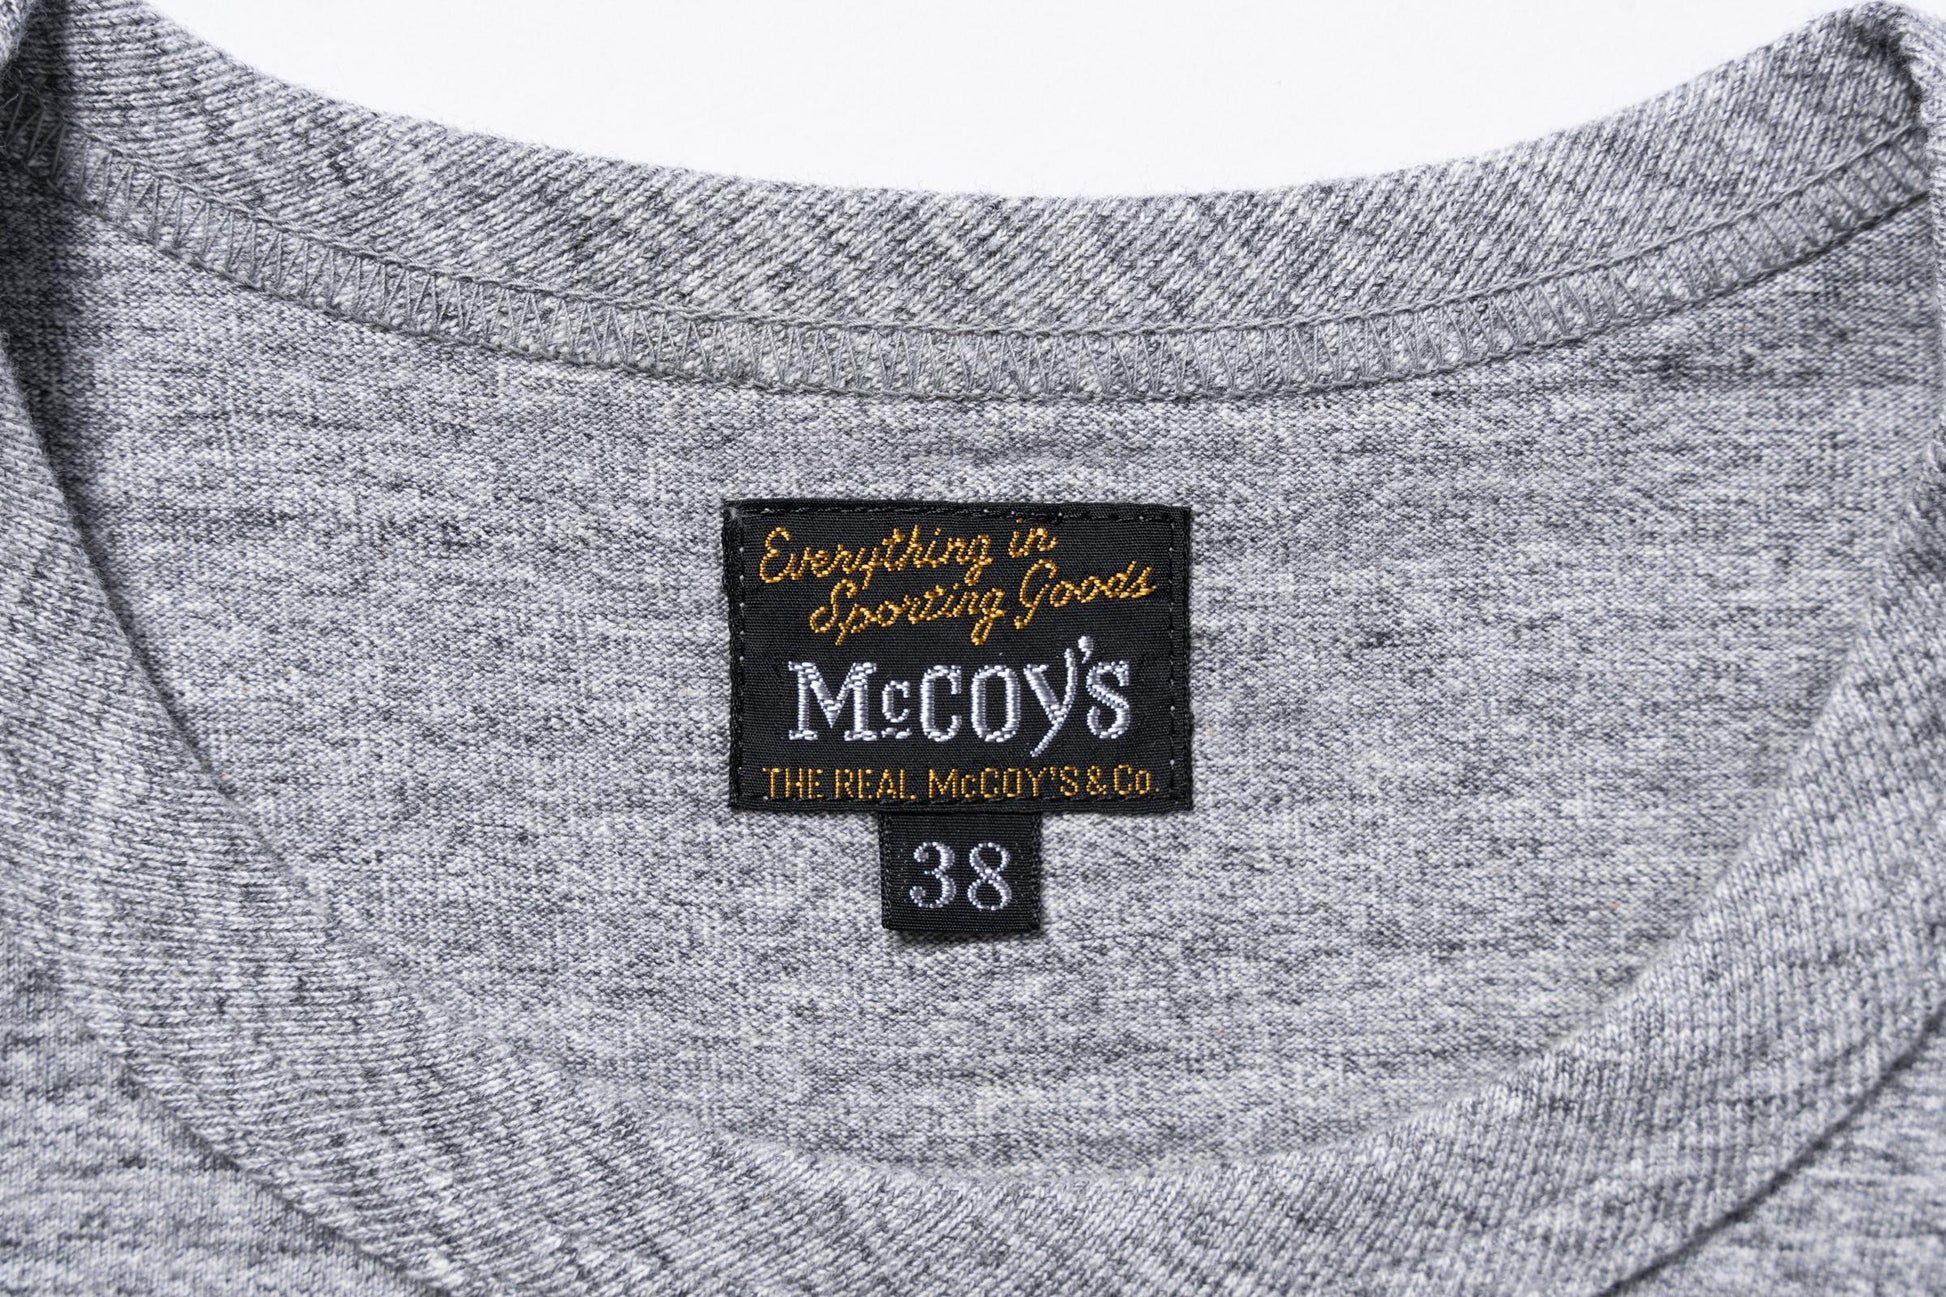 Everything in
Sporting Goods
McCOY'S
THE REAL McCOY'S & Co.
38